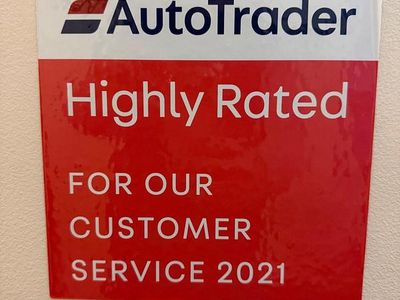 AutoTrader
Highly Rated
FOR OUR
CUSTOMER
SERVICE 2021